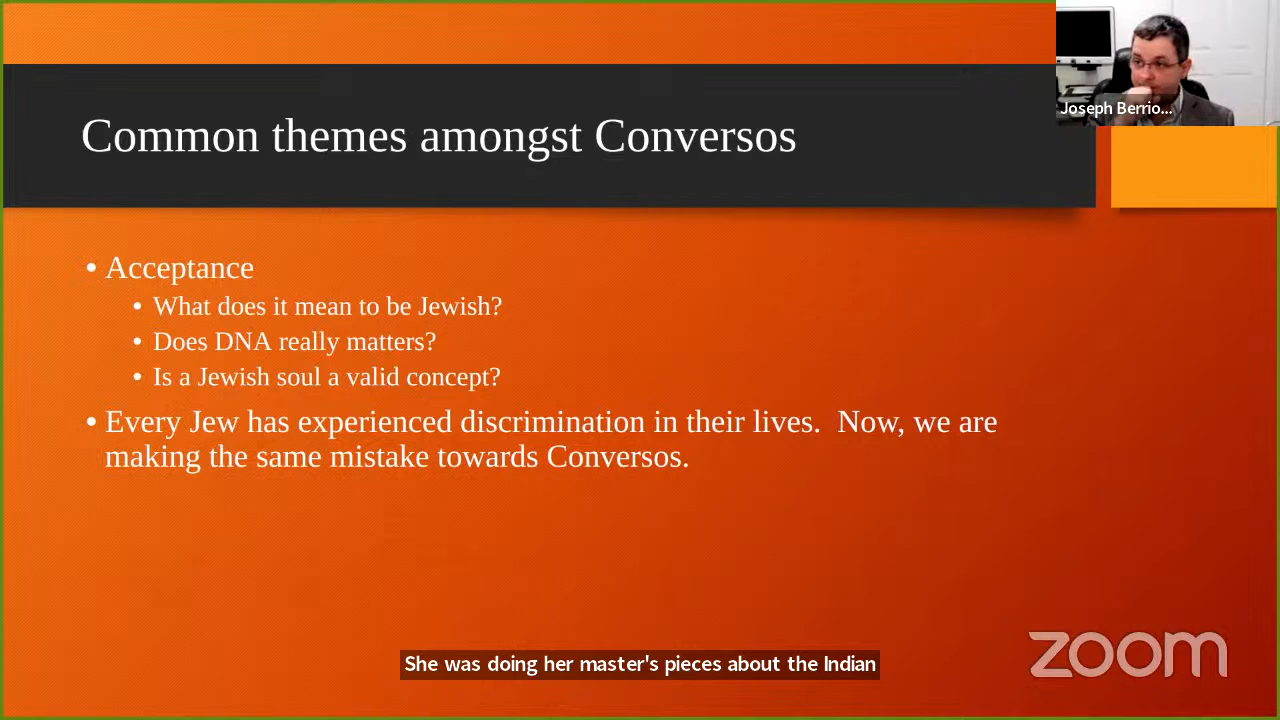 Joseph Berrio...
Common themes amongst Conversos
• Acceptance
• What does it mean to be Jewish?
• Does DNA really matters?
• Is a Jewish soul a valid concept?
• Every Jew has experienced discrimination in their lives.  Now, we are
making the same mistake towards Conversos.
She was doing her master's pieces about the Indian
zoom